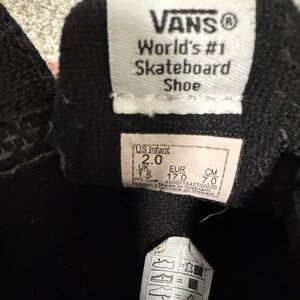 VANS®
World's #1
Skateboard
Shoe
US Infant
2.0
UK EUR CM
1.5 17.0 7.0